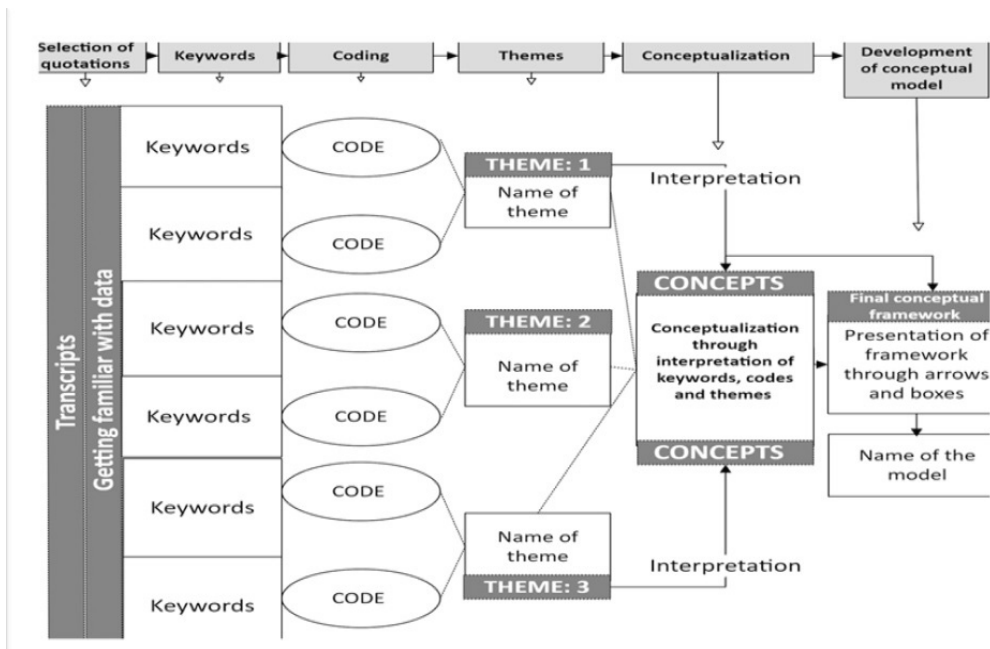 Selection of
quotations
Keywords
Coding
Themes
Conceptualization
Development
of conceptual
model
Transcripts
Getting familiar with data
Keywords
Keywords
Keywords
Keywords
Keywords
Keywords
CODE
CODE
CODE
CODE
CODE
CODE
THEME: 1
Name of
theme
THEME: 2
Name of
theme
Name of
theme
THEME: 3
Interpretation
CONCEPTS
Conceptualization
through
interpretation of
keywords, codes
and themes
CONCEPTS
Interpretation
Final conceptual
framework
Presentation of
framework
through arrows
and boxes
Name of the
model